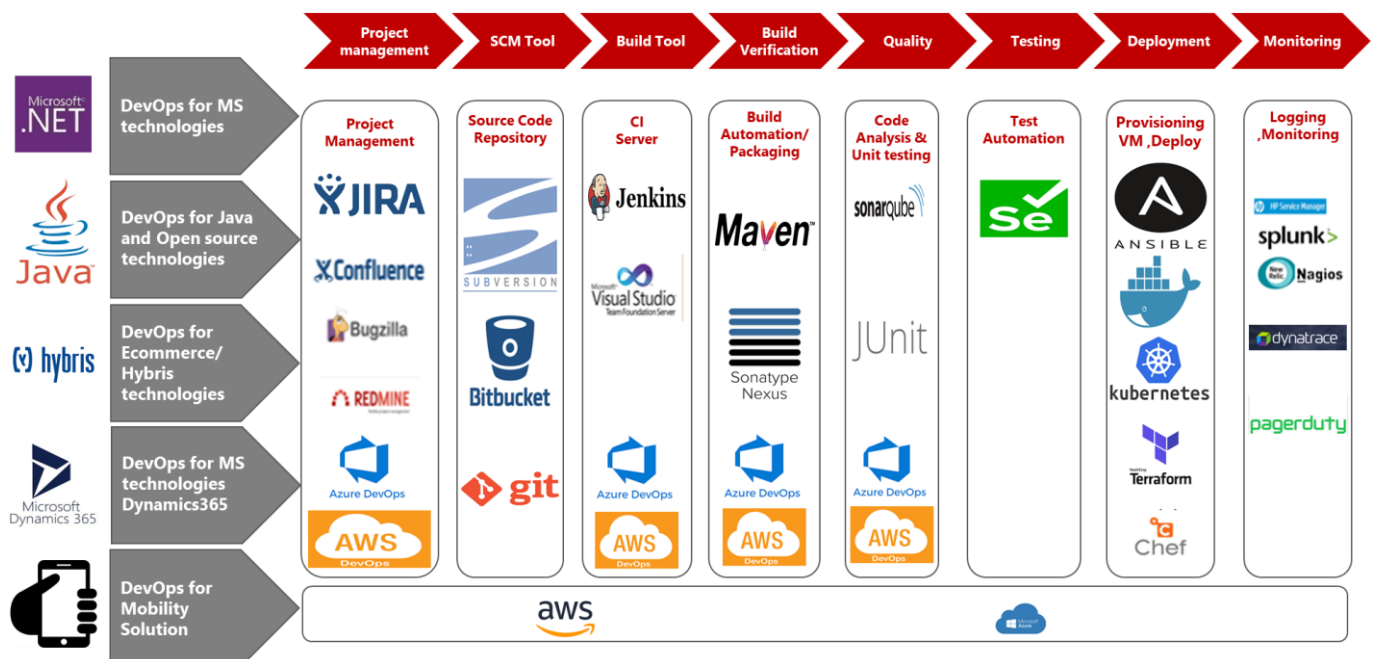 Project
management
SCM Tool
Build Tool
Build
Verification
Quality
Testing
Deployment
Monitoring
Microsoft
.NET
DevOps for MS
technologies
Java
DevOps for Java
and Open source
technologies
hybris
DevOps for
Ecommerce/
Hybris
technologies
Microsoft
Dynamics 365
DevOps for MS
technologies
Dynamics365
DevOps for
Mobility
Solution
Project
Management
JIRA
Confluence
Bugzilla
REDMINE
Azure DevOps
AWS
DevOps
Source Code
Repository
SUBVERSION
Bitbucket
git
CI
Server
Jenkins
Microsoft
Visual Studio
Team Foundation Server
Azure DevOps
AWS
DevOps
Build
Automation/
Packaging
Maven™
Sonatype
Nexus
Azure DevOps
AWS
DevOps
Code
Analysis &
Unit testing
sonarqube
JUnit
Azure DevOps
AWS
DevOps
Test
Automation
Se
Provisioning
VM ,Deploy
A
ANSIBLE
kubernetes
Terraform
Chef
Logging
,Monitoring
hp HP Service Manager
splunk>
New
Relic
Nagios
dynatrace
pagerduty
aws
Microsoft
Azure